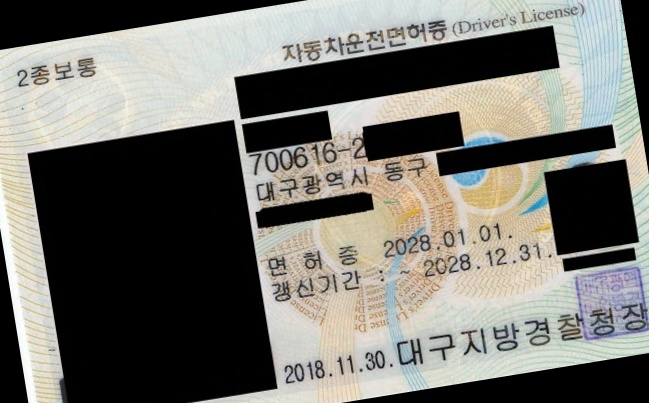 자동차운전면허증 (Driver's License)
2종보통
700616-2
대구광역시 동구
면 허 증 2028.01.01.
갱신기간 : ~ 2028.12.31.
2018.11.30. 대구지방경찰청장